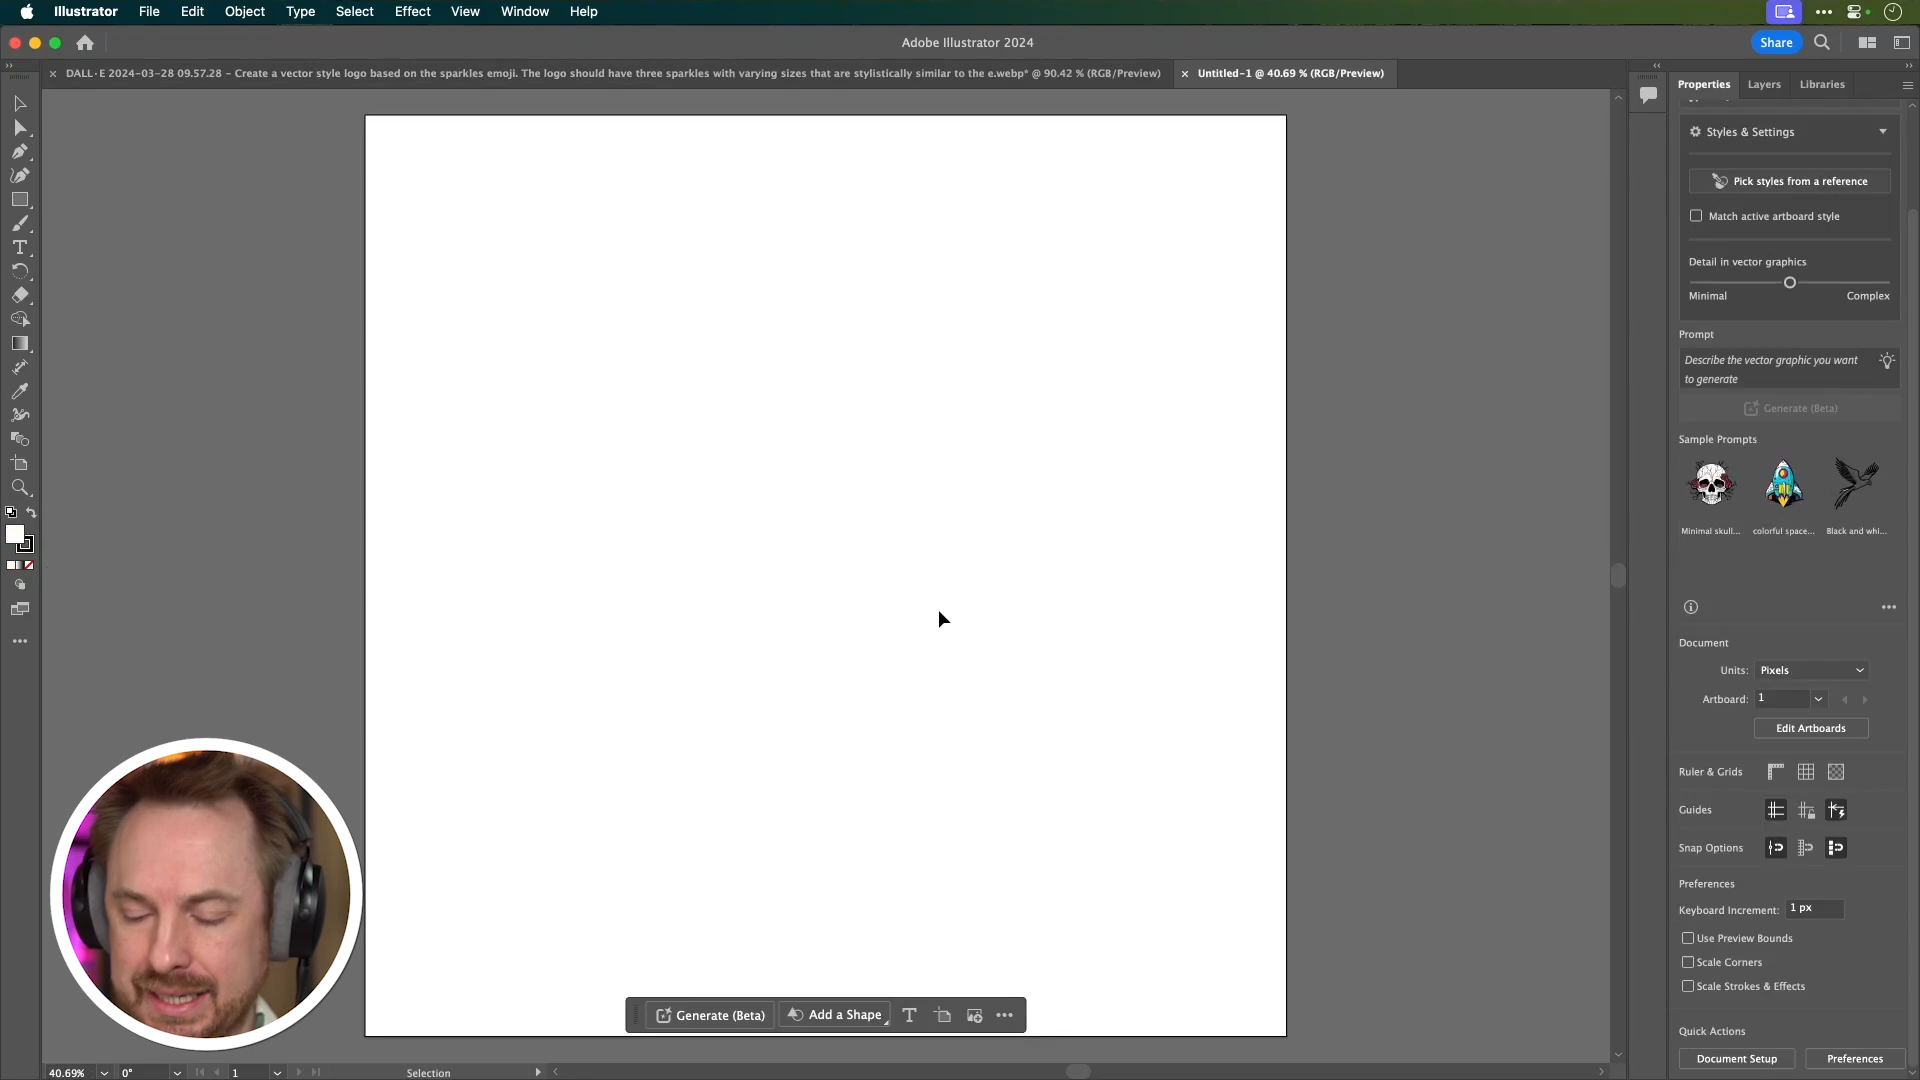 Illustrator File Edit Object Type Select Effect View Window Help
Adobe Illustrator 2024
Share
DALL·E 2024-03-28 09.57.28 - Create a vector style logo based on the sparkles emoji. The logo should have three sparkles with varying sizes that are stylistically similar to the e.webp* @ 90.42 % (RGB/Preview)
Untitled-1 @ 40.69 % (RGB/Preview)
Properties Layers Libraries
Styles & Settings
Pick styles from a reference
Match active artboard style
Detail in vector graphics
Minimal Complex
Prompt
Describe the vector graphic you want
to generate
Generate (Beta)
Sample Prompts
Minimal skull... colorful space... Black and whi...
Document
Units: Pixels
Artboard: 1
Edit Artboards
Ruler & Grids
Guides
Snap Options
Preferences
Keyboard Increment: 1 px
Use Preview Bounds
Scale Corners
Scale Strokes & Effects
Quick Actions
Document Setup Preferences
Generate (Beta) Add a Shape
40.69% 0° 1 Selection